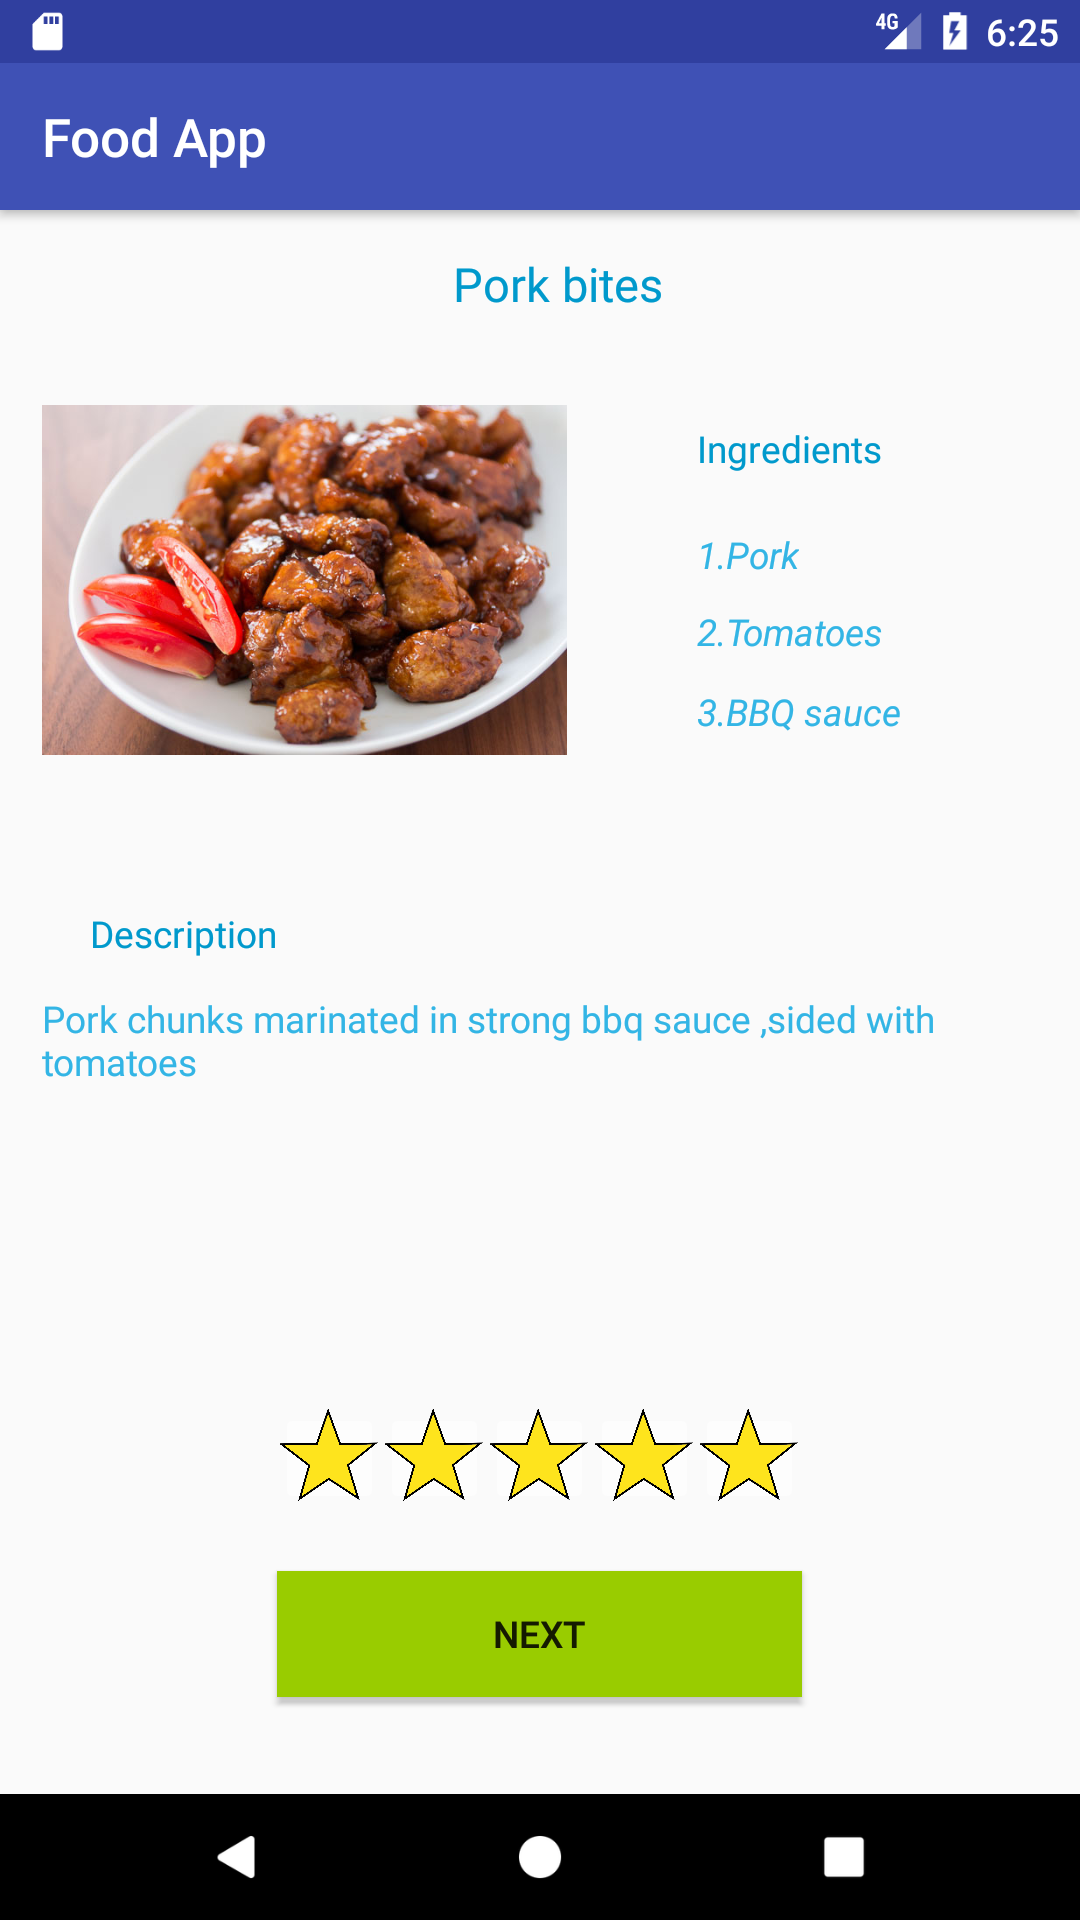 4G 6:25
Food App
Pork bites
Ingredients
1.Pork
2.Tomatoes
3.BBQ sauce
Description
Pork chunks marinated in strong bbq sauce ,sided with
tomatoes
NEXT